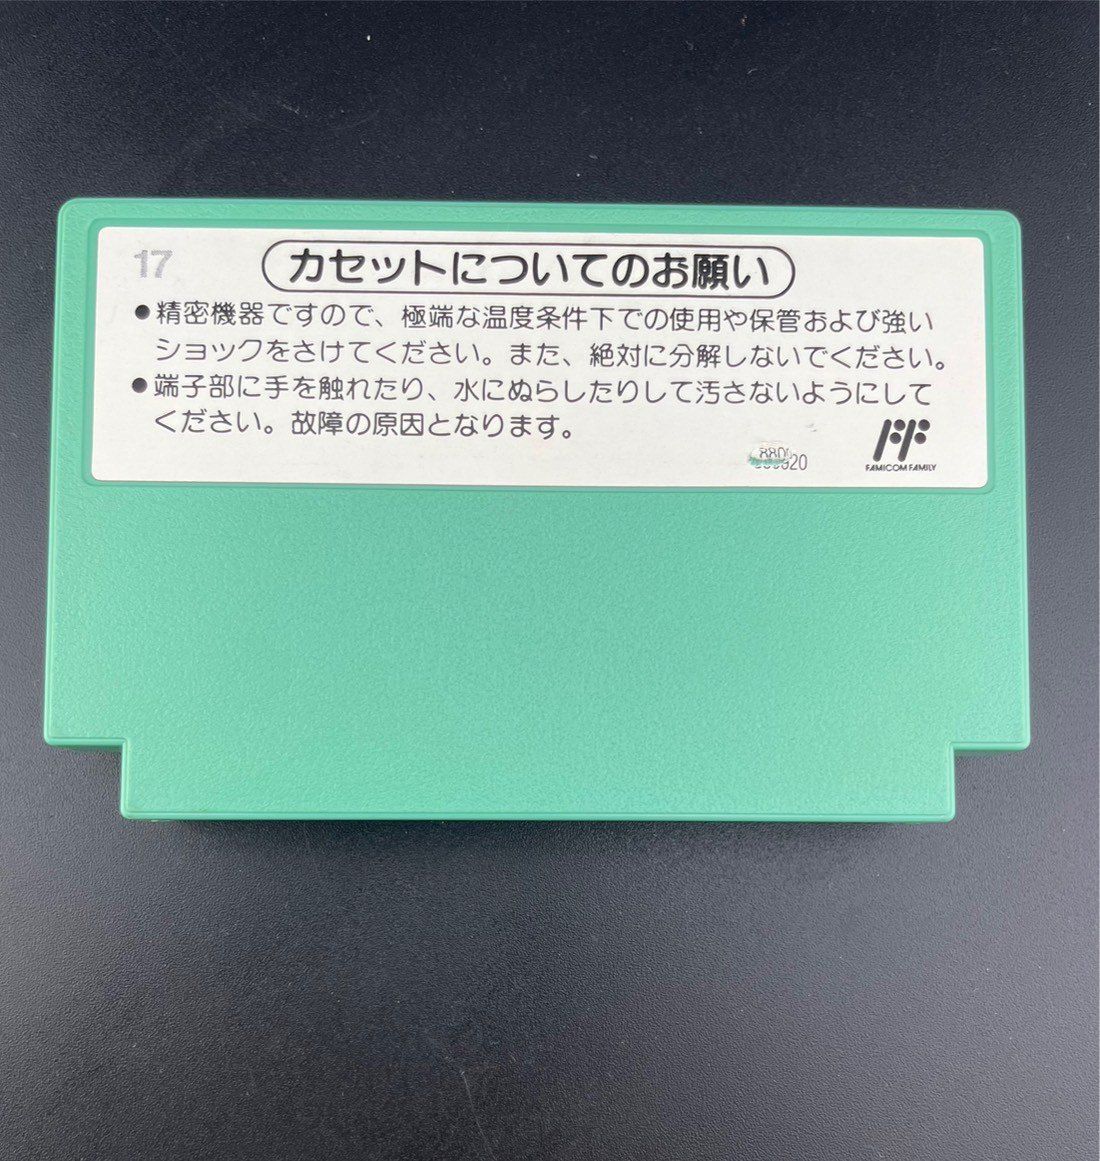 17
カセットについてのお願い
●精密機器ですので、極端な温度条件下での使用や保管および強い
ショックをさけてください。また、絶対に分解しないでください。
●端子部に手を触れたり、水にぬらしたりして汚さないようにして
ください。故障の原因となります。
FF
FAMICOM FAMILY